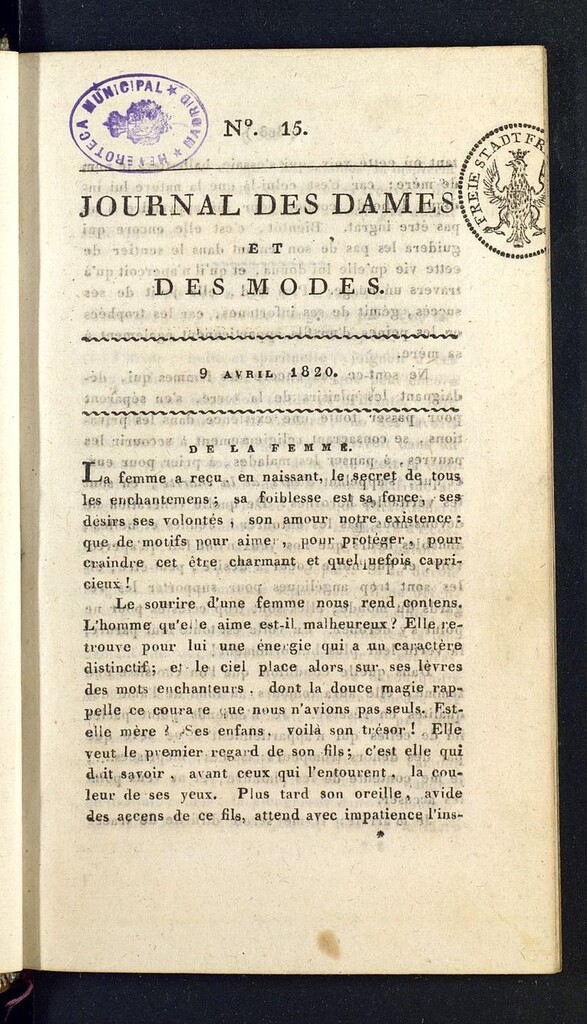 HEMEROTECA MUNICIPAL ★ MADRID ★
Nº. 15.
FREIE STADT FR
JOURNAL DES DAMES
ET
DES MODES.
9 AVRIL 1820.
DE LA FEMME.
La femme a reçu, en naissant, le secret de tous
les enchantemens ; sa foiblesse est sa force, ses
désirs ses volontés, son amour notre existence :
que de motifs pour aimer, pour protéger, pour
craindre cet être charmant et quelquefois capri-
cieux !
Le sourire d'une femme nous rend contens.
L'homme qu'elle aime est-il malheureux ? Elle re-
trouve pour lui une énergie qui a un caractère
distinctif; et le ciel place alors sur ses lèvres
des mots enchanteurs, dont la douce magie rap-
pelle ce courage que nous n'avions pas seuls. Est-
elle mère ? Ses enfans, voilà son trésor ! Elle
veut le premier regard de son fils; c'est elle qui
doit savoir, avant ceux qui l'entourent, la cou-
leur de ses yeux. Plus tard son oreille, avide
des accens de ce fils, attend avec impatience l'ins-
*